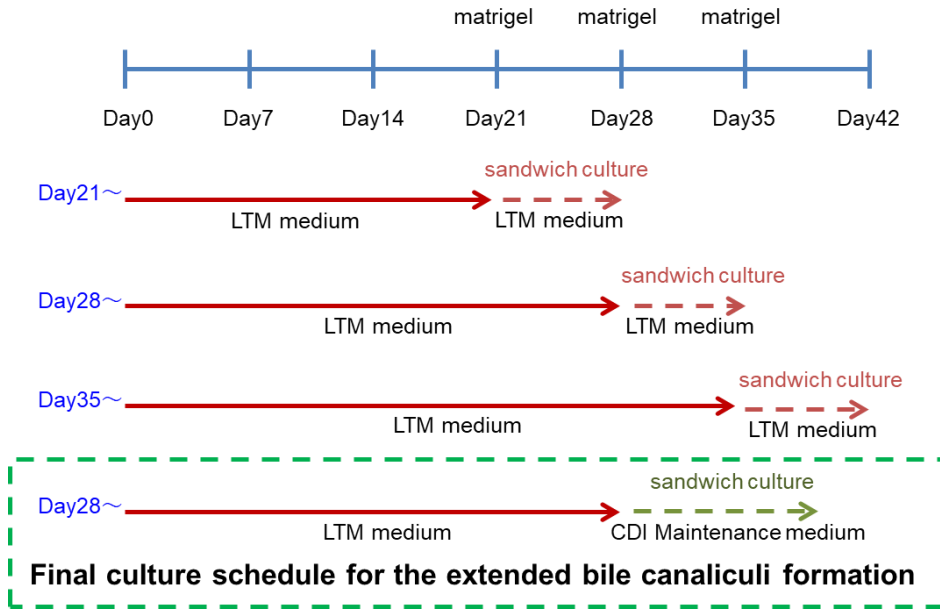 matrigel matrigel matrigel
Day0 Day7 Day14 Day21 Day28 Day35 Day42
sandwich culture
Day21～
LTM medium LTM medium
sandwich culture
Day28～
LTM medium LTM medium
sandwich culture
Day35～
LTM medium LTM medium
sandwich culture
Day28～
LTM medium CDI Maintenance medium
Final culture schedule for the extended bile canaliculi formation